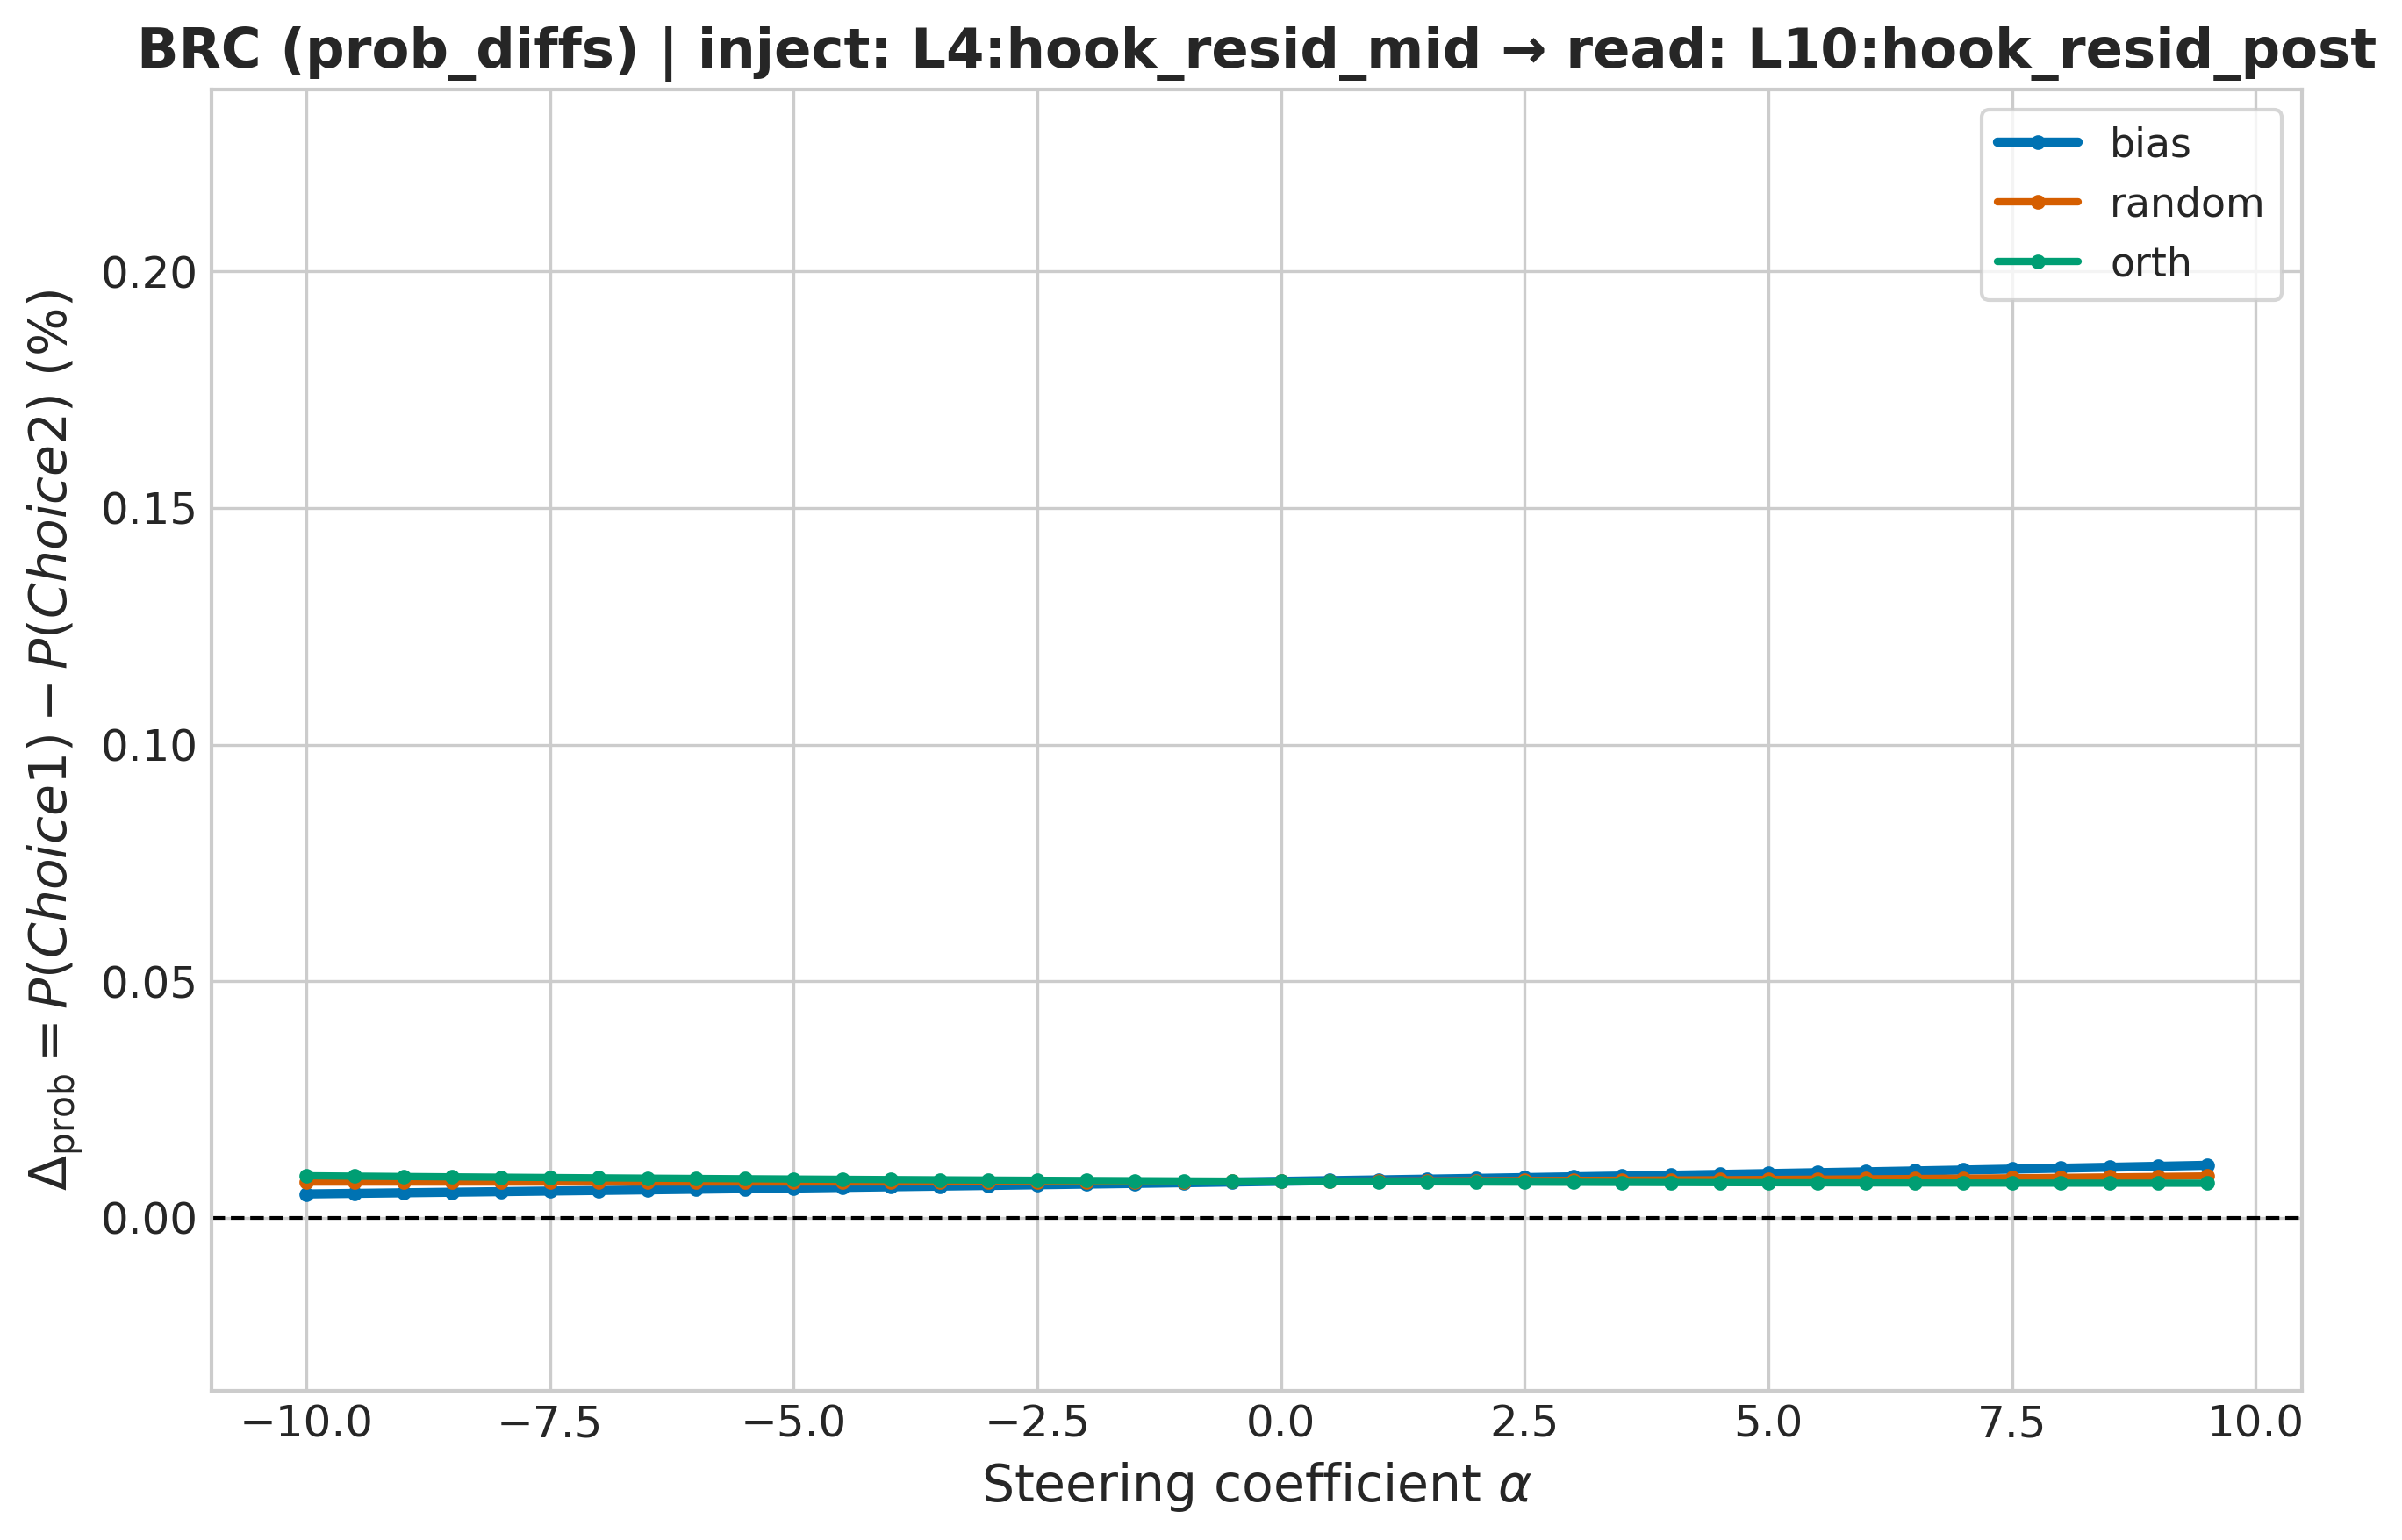 BRC (prob_diffs) | inject: L4:hook_resid_mid → read: L10:hook_resid_post
bias
random
orth
Δprob = P(Choice1) − P(Choice2) (%)
0.20
0.15
0.10
0.05
0.00
−10.0 −7.5 −5.0 −2.5 0.0 2.5 5.0 7.5 10.0
Steering coefficient α